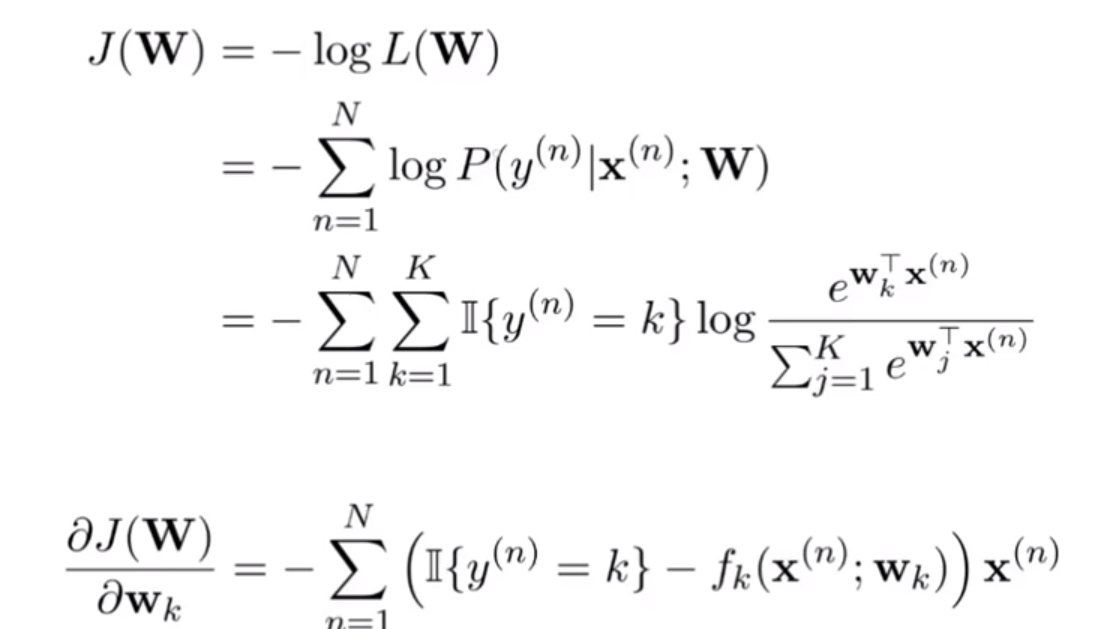 J(𝐖) = − log L(𝐖)
= − ∑_{n=1}^{N} log P(y^{(n)}|𝐱^{(n)}; 𝐖)
= − ∑_{n=1}^{N} ∑_{k=1}^{K} 𝕀{y^{(n)} = k} log \frac{e^{𝐰_k^⊤ 𝐱^{(n)}}}{∑_{j=1}^{K} e^{𝐰_j^⊤ 𝐱^{(n)}}}
\frac{∂J(𝐖)}{∂𝐰_k} = − ∑_{n=1}^{N} (𝕀{y^{(n)} = k} − f_k(𝐱^{(n)}; 𝐰_k)) 𝐱^{(n)}